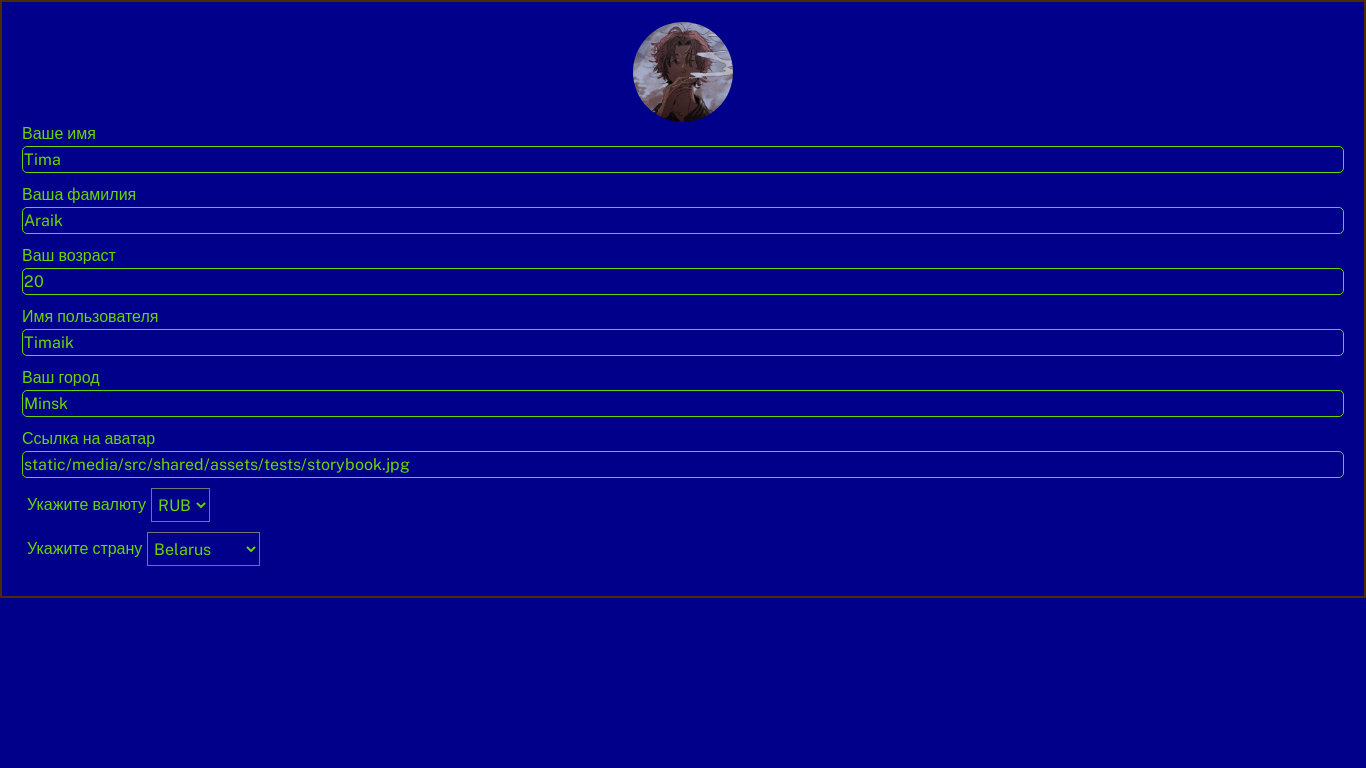 Ваше имя
Tima
Ваша фамилия
Araik
Ваш возраст
20
Имя пользователя
Timaik
Ваш город
Minsk
Ссылка на аватар
static/media/src/shared/assets/tests/storybook.jpg
Укажите валюту RUB
Укажите страну Belarus